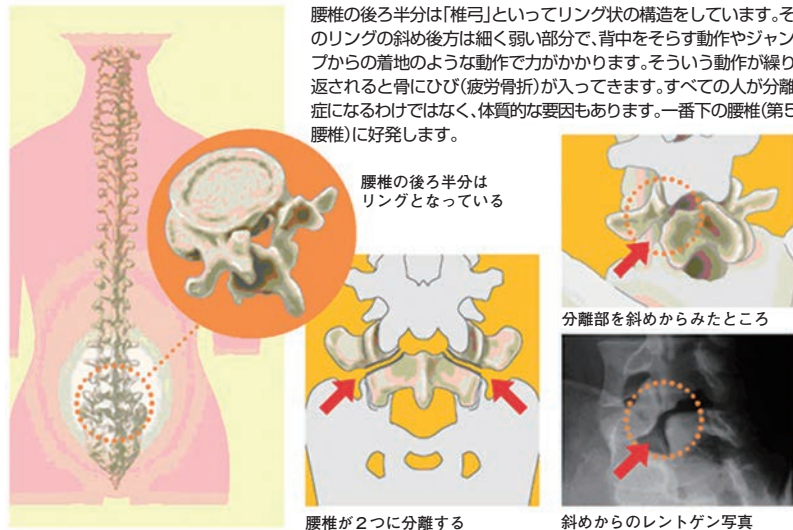 腰椎の後ろ半分は「椎弓」といってリング状の構造をしています。そ
のリングの斜め後方は細く弱い部分で、背中をそらす動作やジャン
プからの着地のような動作で力がかかります。そういう動作が繰り
返されると骨にひび(疲労骨折)が入ってきます。すべての人が分離
症になるわけではなく、体質的な要因もあります。一番下の腰椎(第5
腰椎)に好発します。
腰椎の後ろ半分は
リングとなっている
分離部を斜めからみたところ
腰椎が2つに分離する
斜めからのレントゲン写真